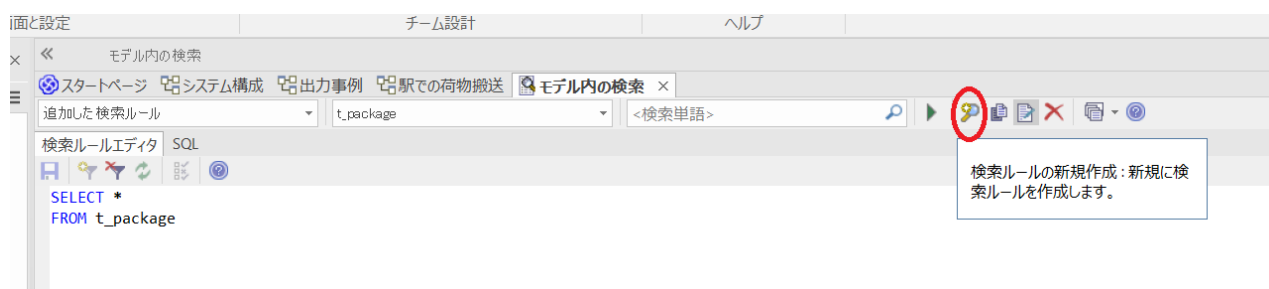 面と設定 チーム設計 ヘルプ
モデル内の検索
スタートページ システム構成 出力事例 駅での荷物搬送 モデル内の検索
追加した検索ルール t_package <検索単語>
検索ルールエディタ SQL
検索ルールの新規作成：新規に検
索ルールを作成します。
SELECT *
FROM t_package